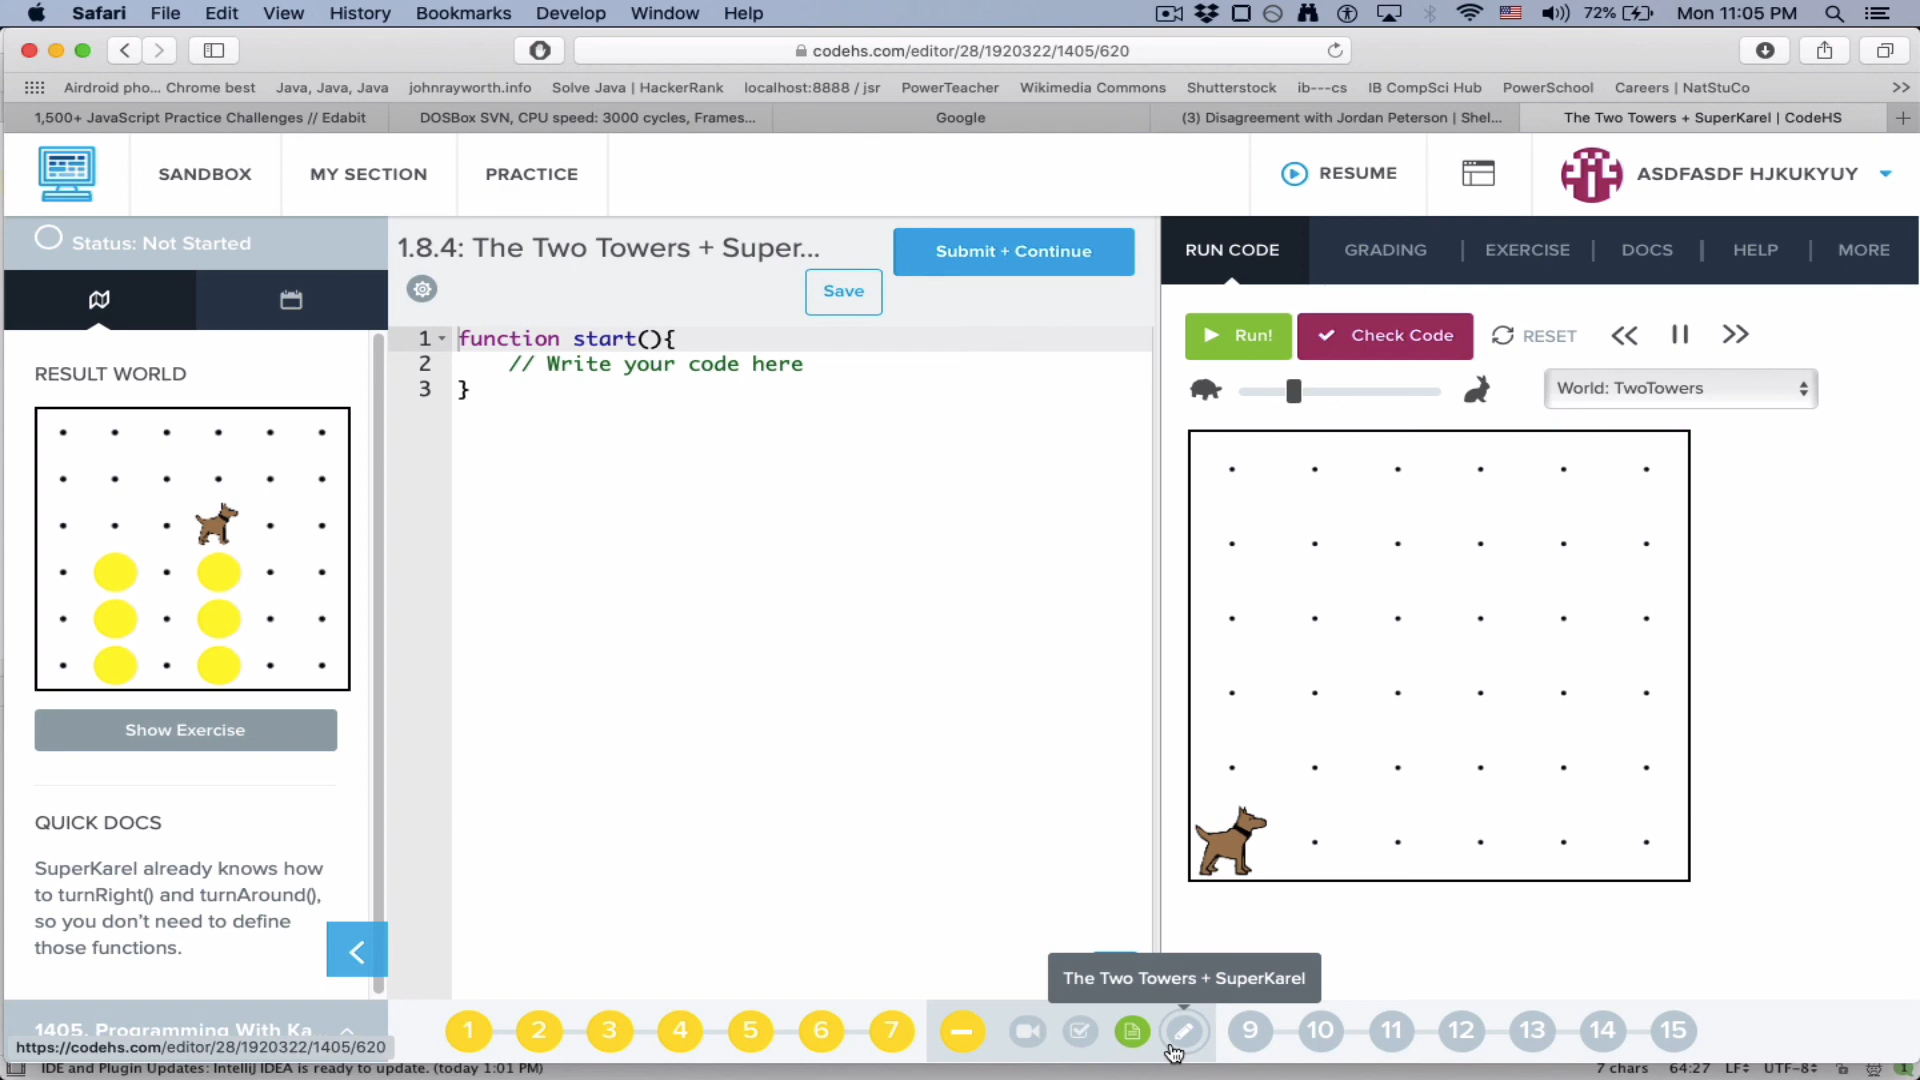 Safari File Edit View History Bookmarks Develop Window Help 72% Mon 11:05 PM
codehs.com/editor/28/1920322/1405/620
Airdroid pho... Chrome best Java, Java, Java johnrayworth.info Solve Java | HackerRank localhost:8888 / jsr PowerTeacher Wikimedia Commons Shutterstock ib---cs IB CompSci Hub PowerSchool Careers | NatStuCo >>
1,500+ JavaScript Practice Challenges // Edabit DOSBox SVN, CPU speed: 3000 cycles, Frames... Google (3) Disagreement with Jordan Peterson | Shel... The Two Towers + SuperKarel | CodeHS +
SANDBOX MY SECTION PRACTICE RESUME ASDFASDF HJKUKYUY
Status: Not Started
1.8.4: The Two Towers + Super...
Submit + Continue
Save
RUN CODE GRADING | EXERCISE | DOCS | HELP | MORE
1 function start(){
2 // Write your code here
3 }
Run! Check Code RESET
World: TwoTowers
RESULT WORLD
Show Exercise
QUICK DOCS
SuperKarel already knows how
to turnRight() and turnAround(),
so you don't need to define
those functions.
The Two Towers + SuperKarel
1405. Programming With Ka...
1 2 3 4 5 6 7 9 10 11 12 13 14 15
https://codehs.com/editor/28/1920322/1405/620
IDE and Plugin Updates: IntelliJ IDEA is ready to update. (today 1:01 PM) 7 chars 64:27 LF UTF-8 1